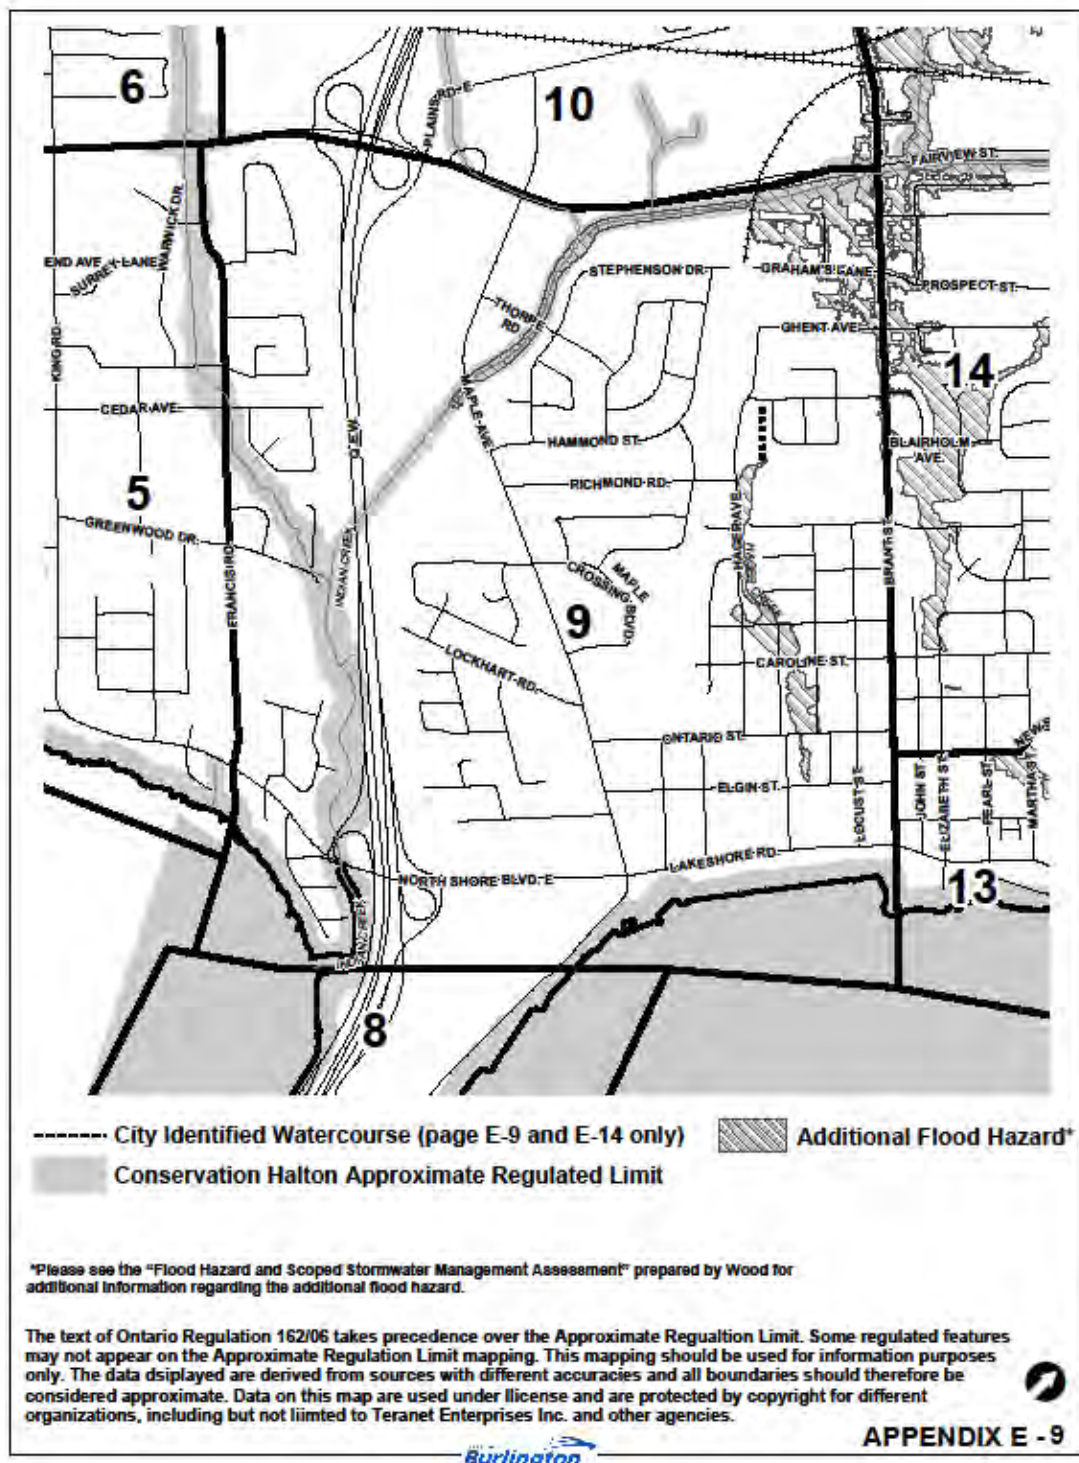 6
10
PLAINS RD E
FAIRVIEW ST.
WARWICK DR.
END AVE
SURREY LANE
STEPHENSON DR.
GRAHAM'S LANE
PROSPECT ST.
THORPE
RD
GHENT AVE.
KING RD.
14
MAPLE AVE.
CEDAR AVE.
Q.E.W.
HAMMOND ST.
BLAIRHOLM
AVE.
5
RICHMOND RD.
HAGER AVE.
GREENWOOD DR.
BRANT ST.
INDIAN CREEK
FRANCIS RD.
MAPLE
CROSSING BLVD.
9
LOCKHART RD.
CAROLINE ST.
ONTARIO ST.
NEW S
ELGIN ST.
LOCUST ST.
JOHN ST.
ELIZABETH ST.
PEARL ST.
MARTHA ST.
LAKESHORE RD.
NORTH SHORE BLVD. E
13
INDIAN CREEK
8
City Identified Watercourse (page E-9 and E-14 only)
Additional Flood Hazard*
Conservation Halton Approximate Regulated Limit
*Please see the "Flood Hazard and Scoped Stormwater Management Assessment" prepared by Wood for
additional information regarding the additional flood hazard.
The text of Ontario Regulation 162/06 takes precedence over the Approximate Regualtion Limit. Some regulated features
may not appear on the Approximate Regulation Limit mapping. This mapping should be used for information purposes
only. The data dsiplayed are derived from sources with different accuracies and all boundaries should therefore be
considered approximate. Data on this map are used under llicense and are protected by copyright for different
organizations, including but not liimted to Teranet Enterprises Inc. and other agencies.
APPENDIX E - 9
Burlington